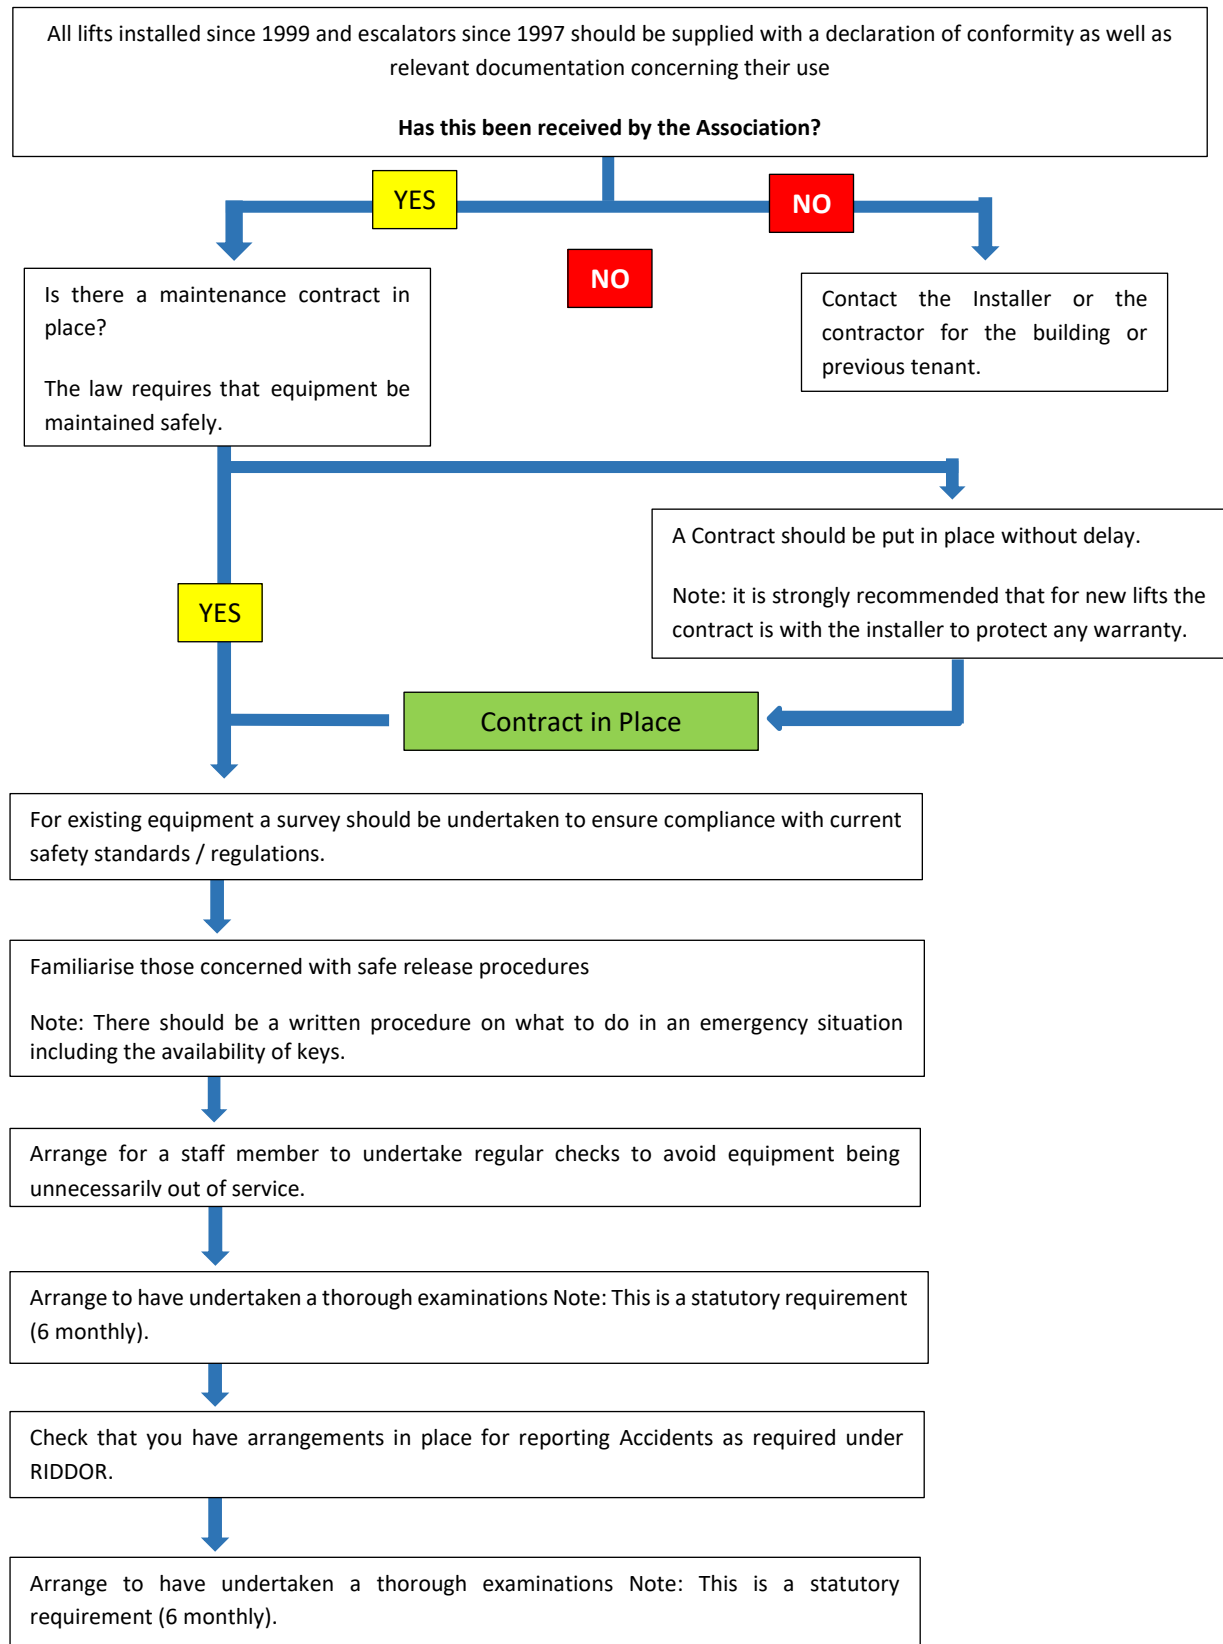 All lifts installed since 1999 and escalators since 1997 should be supplied with a declaration of conformity as well as
relevant documentation concerning their use
Has this been received by the Association?
YES
NO
NO
Is there a maintenance contract in
place?
The law requires that equipment be
maintained safely.
Contact the Installer or the
contractor for the building or
previous tenant.
A Contract should be put in place without delay.
Note: it is strongly recommended that for new lifts the
contract is with the installer to protect any warranty.
YES
Contract in Place
For existing equipment a survey should be undertaken to ensure compliance with current
safety standards / regulations.
Familiarise those concerned with safe release procedures
Note: There should be a written procedure on what to do in an emergency situation
including the availability of keys.
Arrange for a staff member to undertake regular checks to avoid equipment being
unnecessarily out of service.
Arrange to have undertaken a thorough examinations Note: This is a statutory requirement
(6 monthly).
Check that you have arrangements in place for reporting Accidents as required under
RIDDOR.
Arrange to have undertaken a thorough examinations Note: This is a statutory
requirement (6 monthly).